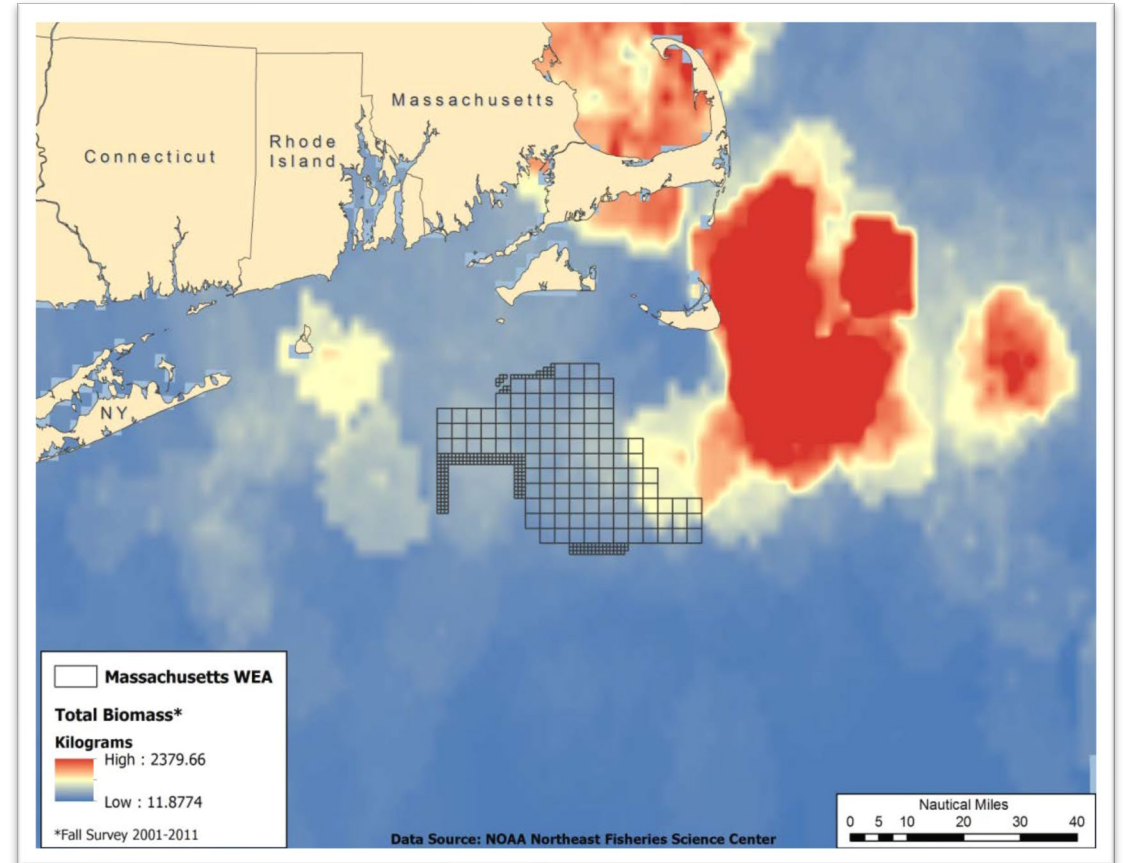 Massachusetts
Rhode
Island
Connecticut
NY
Massachusetts WEA
Total Biomass*
Kilograms
High : 2379.66
Low : 11.8774
*Fall Survey 2001-2011
Data Source: NOAA Northeast Fisheries Science Center
Nautical Miles
0 5 10 20 30 40